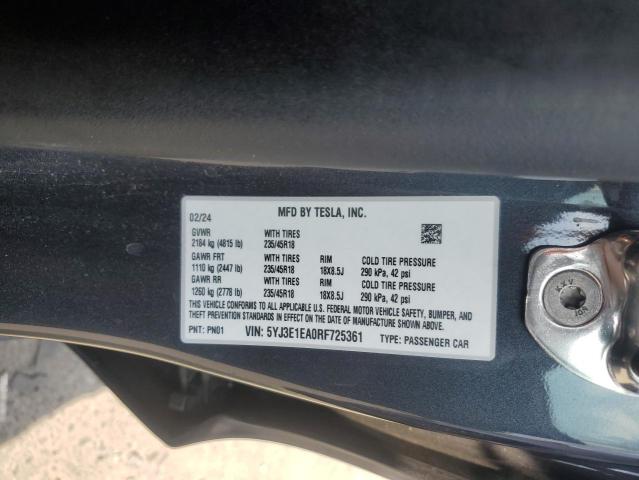 MFD BY TESLA, INC.
02/24
GVWR WITH TIRES
2184 kg (4815 lb) 235/45R18
GAWR FRT WITH TIRES RIM COLD TIRE PRESSURE
1110 kg (2447 lb) 235/45R18 18X8.5J 290 kPa, 42 psi
GAWR RR WITH TIRES RIM COLD TIRE PRESSURE
1260 kg (2778 lb) 235/45R18 18X8.5J 290 kPa, 42 psi
THIS VEHICLE CONFORMS TO ALL APPLICABLE U.S. FEDERAL MOTOR VEHICLE SAFETY, BUMPER, AND
THEFT PREVENTION STANDARDS IN EFFECT ON THE DATE OF MANUFACTURE SHOWN ABOVE.
PNT: PN01 VIN: 5YJ3E1EA0RF725361 TYPE: PASSENGER CAR